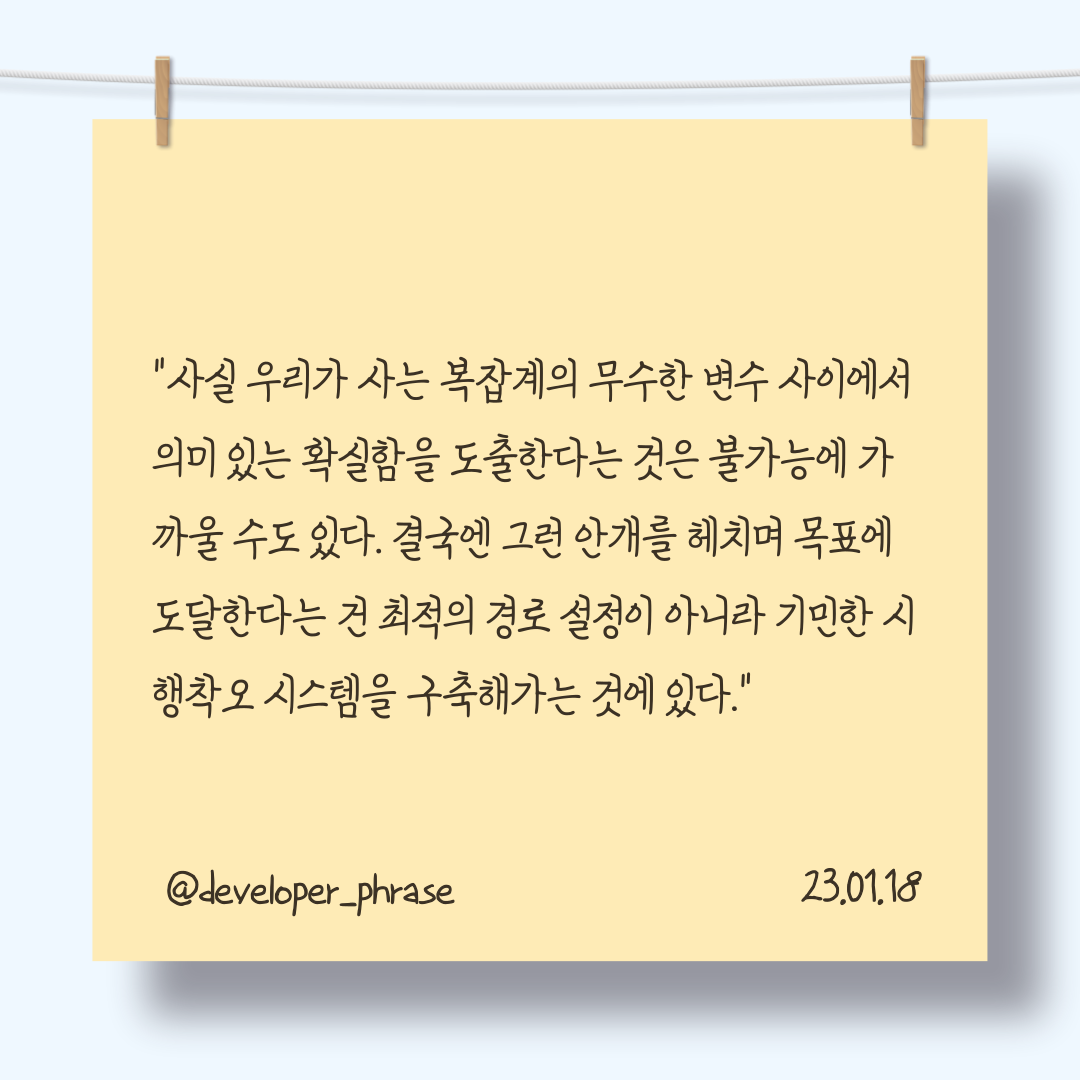 "사실 우리가 사는 복잡계의 무수한 변수 사이에서
의미 있는 확실함을 도출한다는 것은 불가능에 가
까울 수도 있다. 결국엔 그런 안개를 헤치며 목표에
도달한다는 건 최적의 경로 설정이 아니라 기민한 시
행착오 시스템을 구축해가는 것에 있다."
@developer_phrase 23.01.18